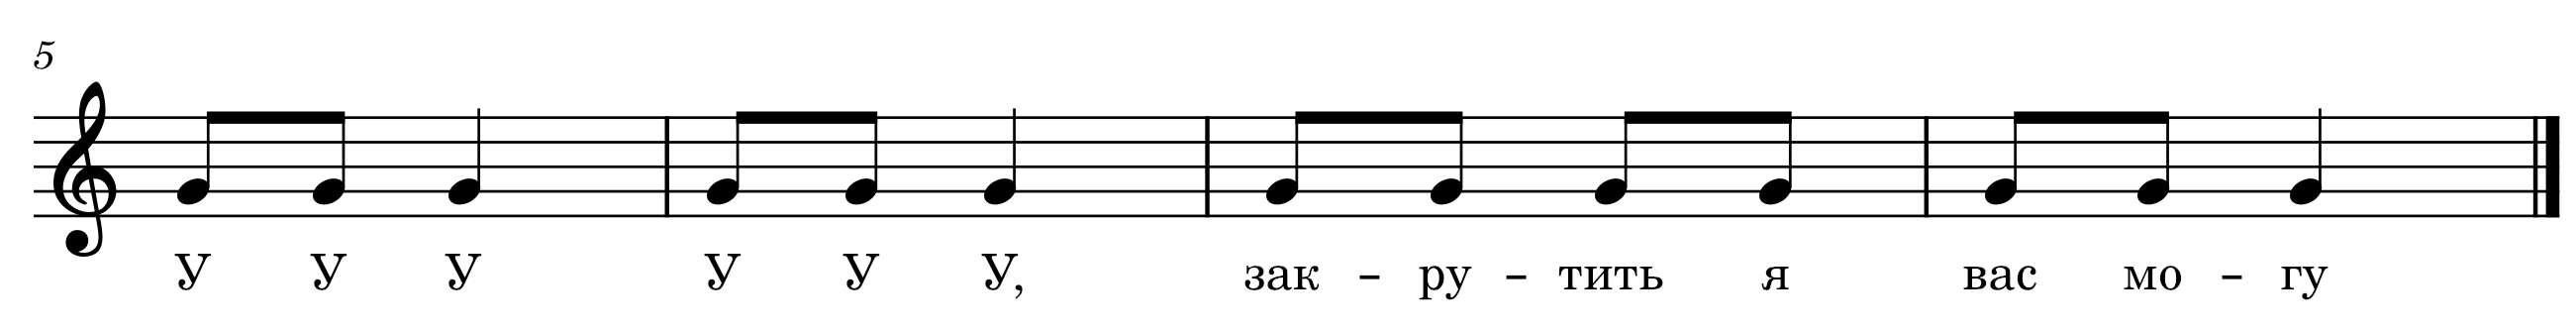 5
У У У У У У, зак - ру - тить я вас мо - гу